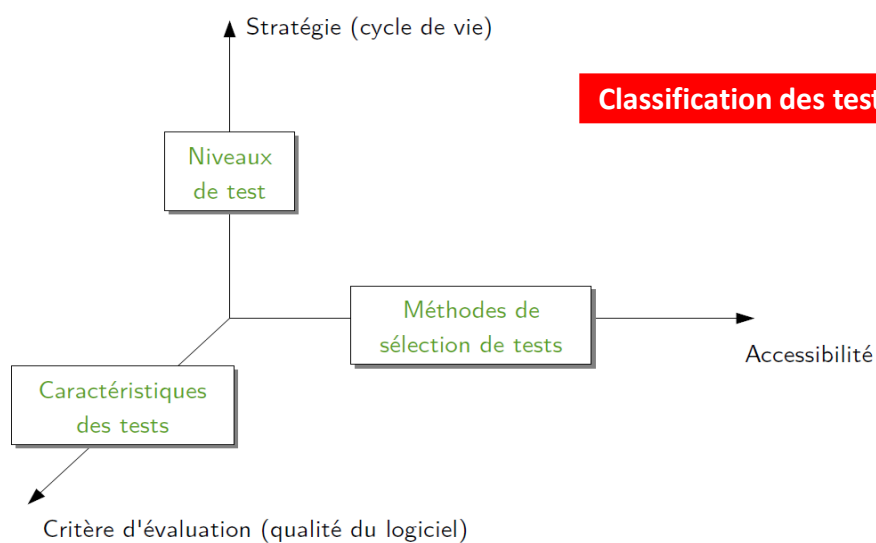 Stratégie (cycle de vie)
Classification des test
Niveaux
de test
Méthodes de
sélection de tests
Accessibilité
Caractéristiques
des tests
Critère d'évaluation (qualité du logiciel)